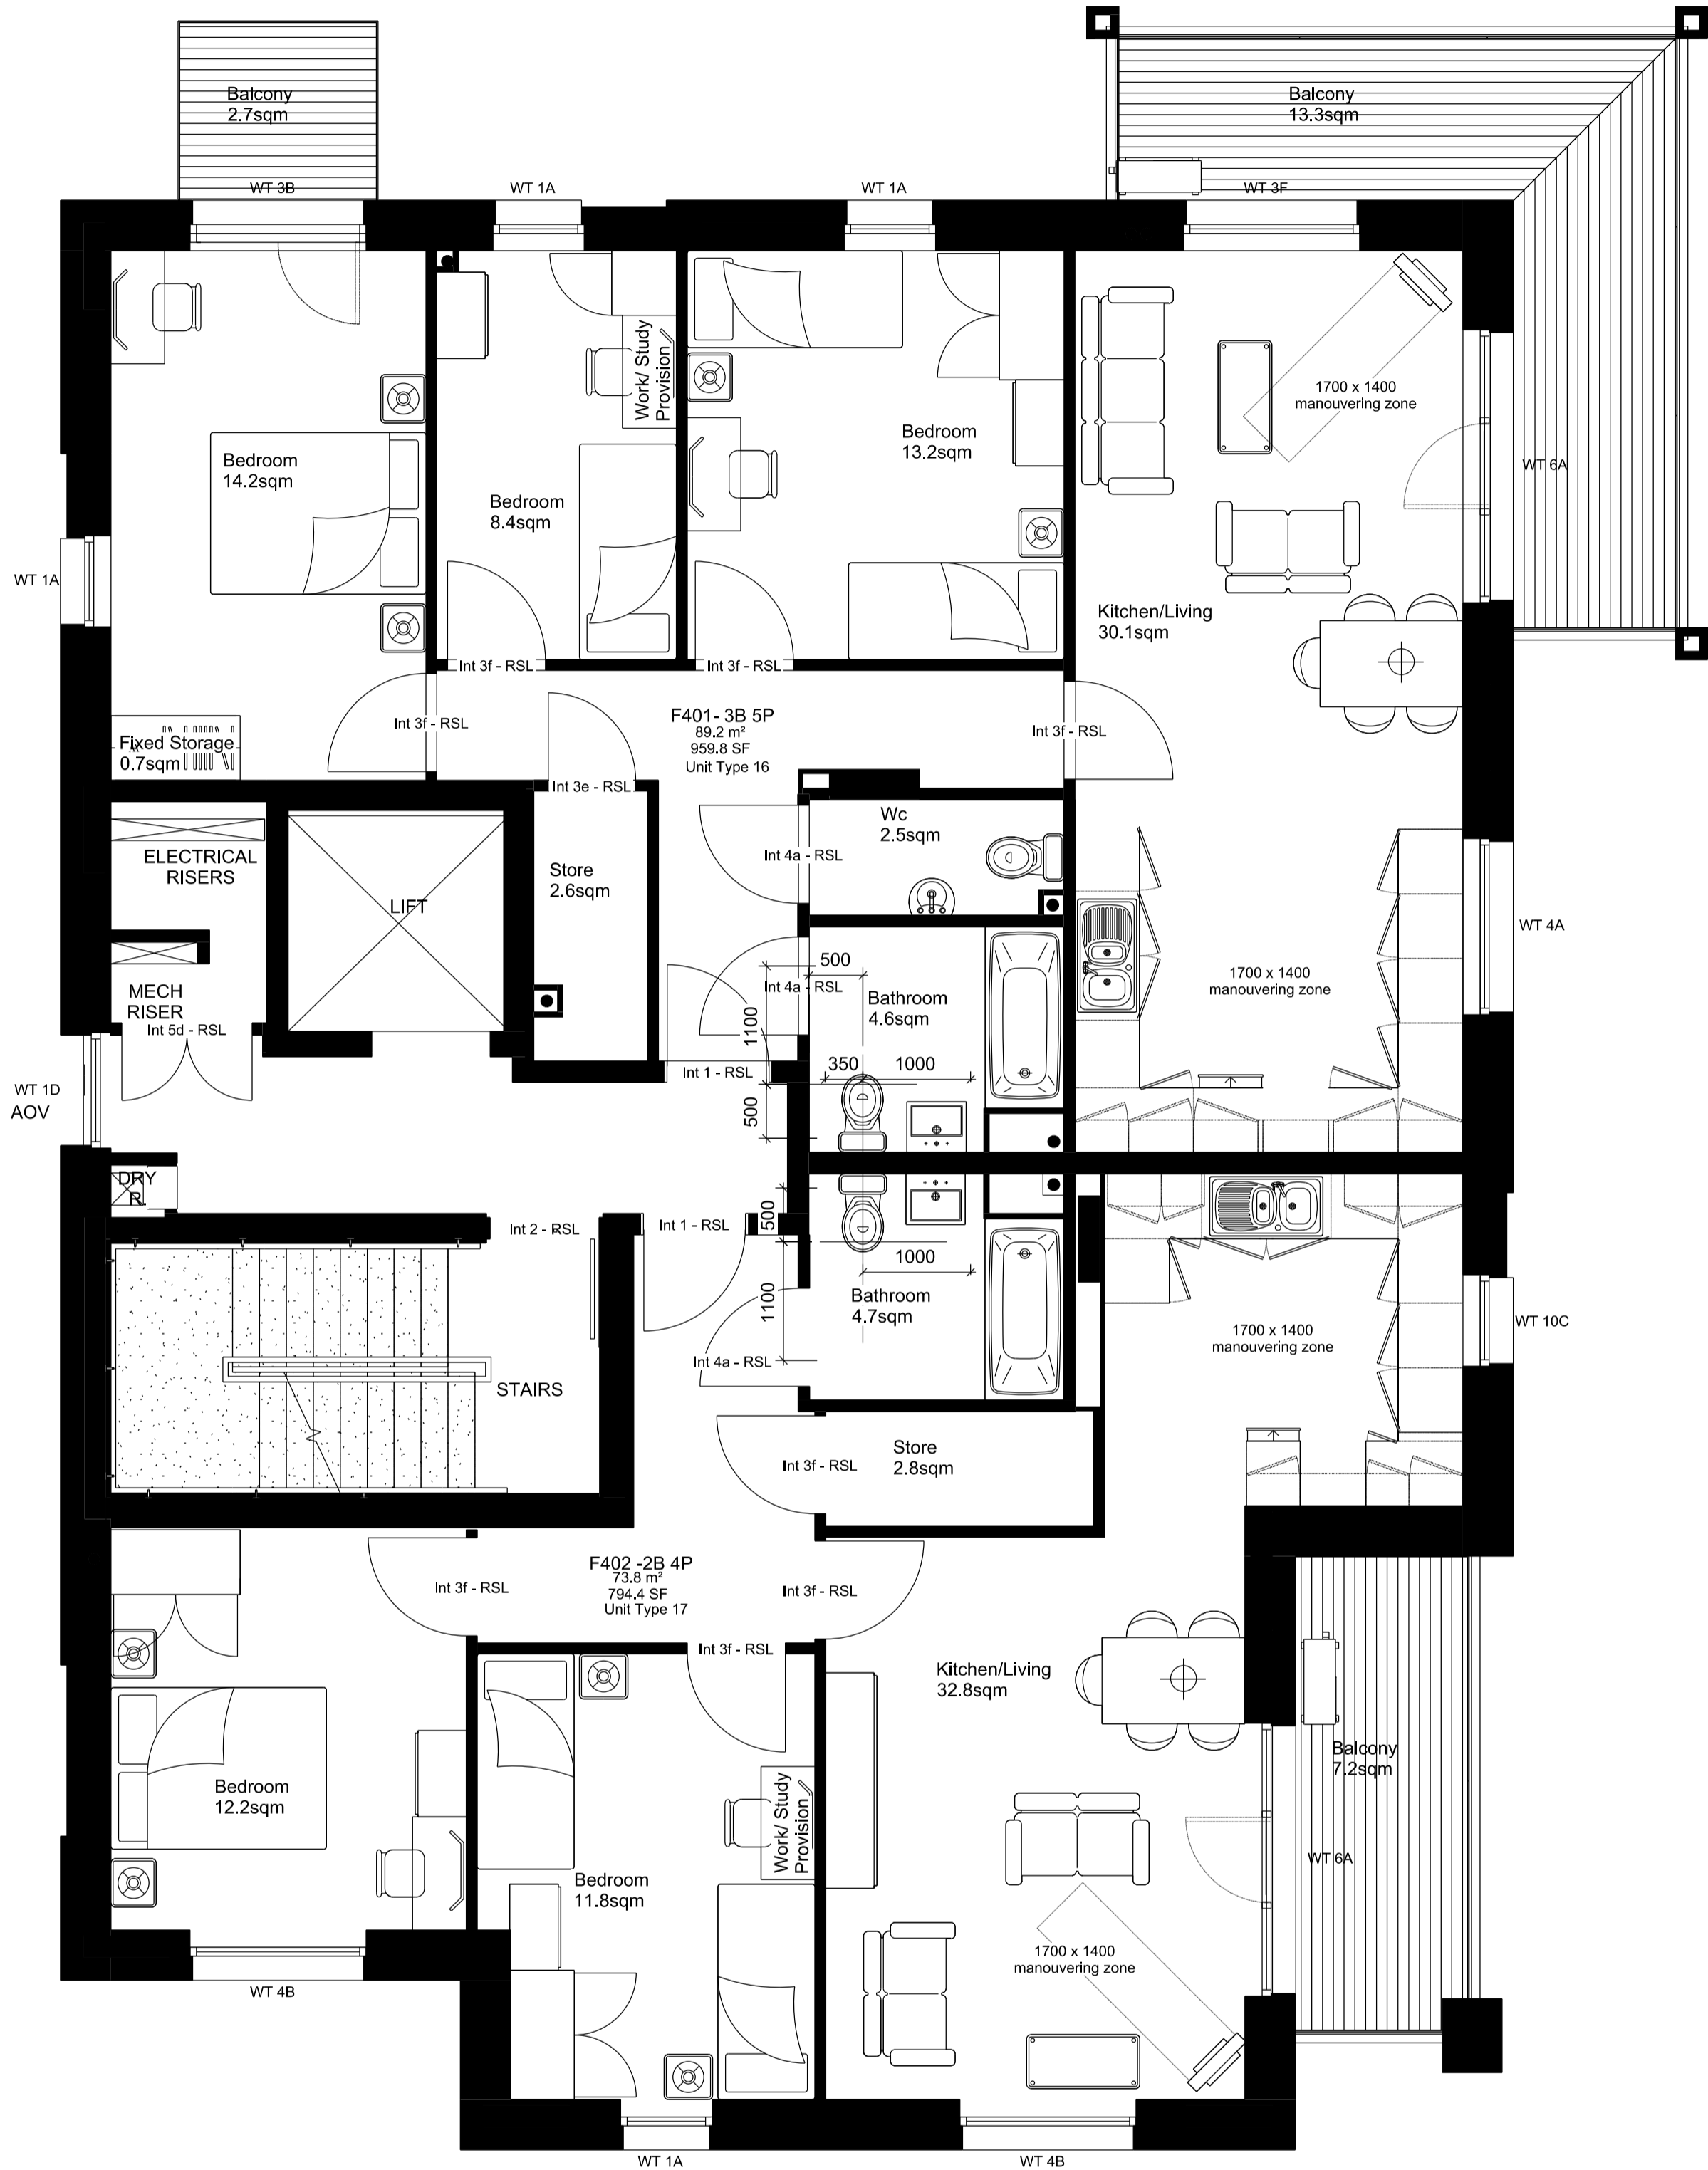 Balcony
2.7sqm
Balcony
13.3sqm
WT 3B
WT 1A
WT 1A
WT 3F
Work/ Study
Provision
1700 x 1400
manouvering zone
Bedroom
14.2sqm
Bedroom
8.4sqm
Bedroom
13.2sqm
WT 6A
WT 1A
Kitchen/Living
30.1sqm
Int 3f - RSL
Int 3f - RSL
Int 3f - RSL
Int 3f - RSL
F401- 3B 5P
89.2 m²
959.8 SF
Unit Type 16
Fixed Storage
0.7sqm
Int 3e - RSL
Wc
2.5sqm
Int 4a - RSL
ELECTRICAL
RISERS
LIFT
Store
2.6sqm
WT 4A
500
Int 4a - RSL
1700 x 1400
manouvering zone
MECH
RISER
Int 5d - RSL
Bathroom
4.6sqm
1100
350
1000
Int 1 - RSL
500
WT 1D
AOV
DRY
R.
Int 2 - RSL
Int 1 - RSL
500
1000
1100
Bathroom
4.7sqm
Int 4a - RSL
1700 x 1400
manouvering zone
WT 10C
STAIRS
Store
2.8sqm
Int 3f - RSL
F402 -2B 4P
73.8 m²
794.4 SF
Unit Type 17
Int 3f - RSL
Int 3f - RSL
Int 3f - RSL
Kitchen/Living
32.8sqm
Balcony
7.2sqm
Bedroom
12.2sqm
Work/ Study
Provision
WT 6A
Bedroom
11.8sqm
1700 x 1400
manouvering zone
WT 4B
WT 1A
WT 4B